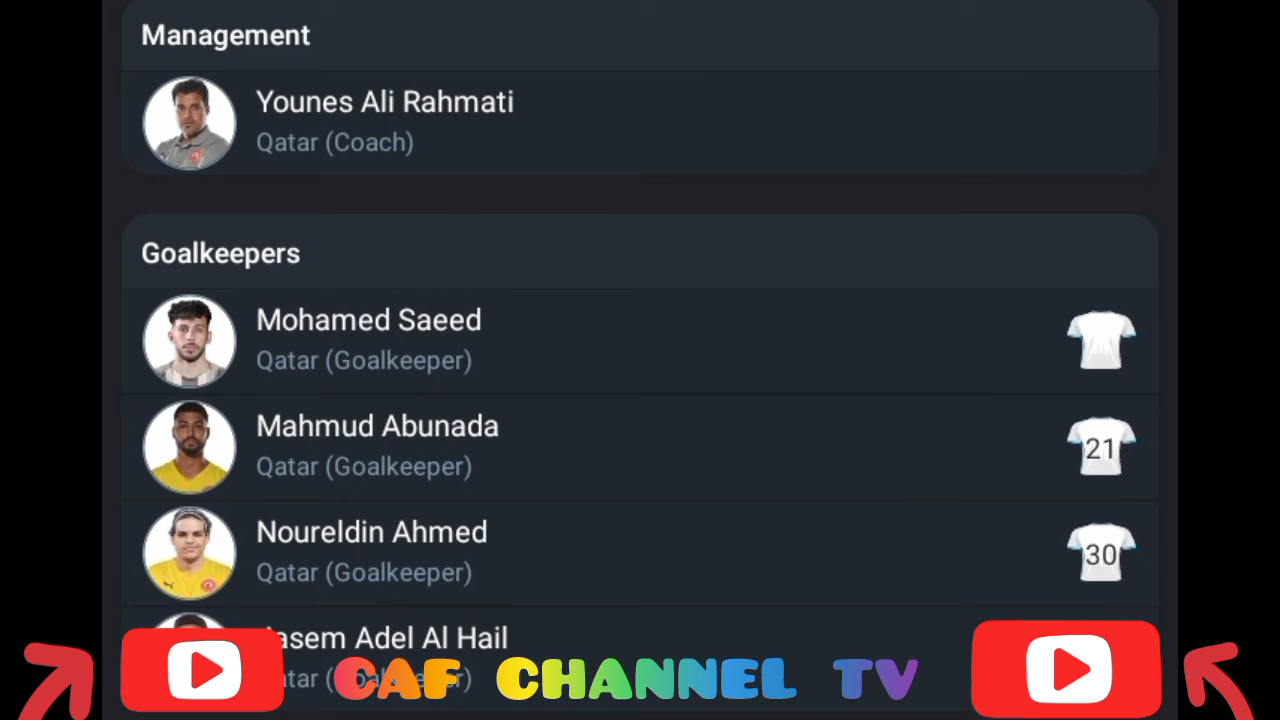 Management
Younes Ali Rahmati
Qatar (Coach)
Goalkeepers
Mohamed Saeed
Qatar (Goalkeeper)
Mahmud Abunada
Qatar (Goalkeeper)
21
Noureldin Ahmed
Qatar (Goalkeeper)
30
Adel Al Hail
CAF CHANNEL TV